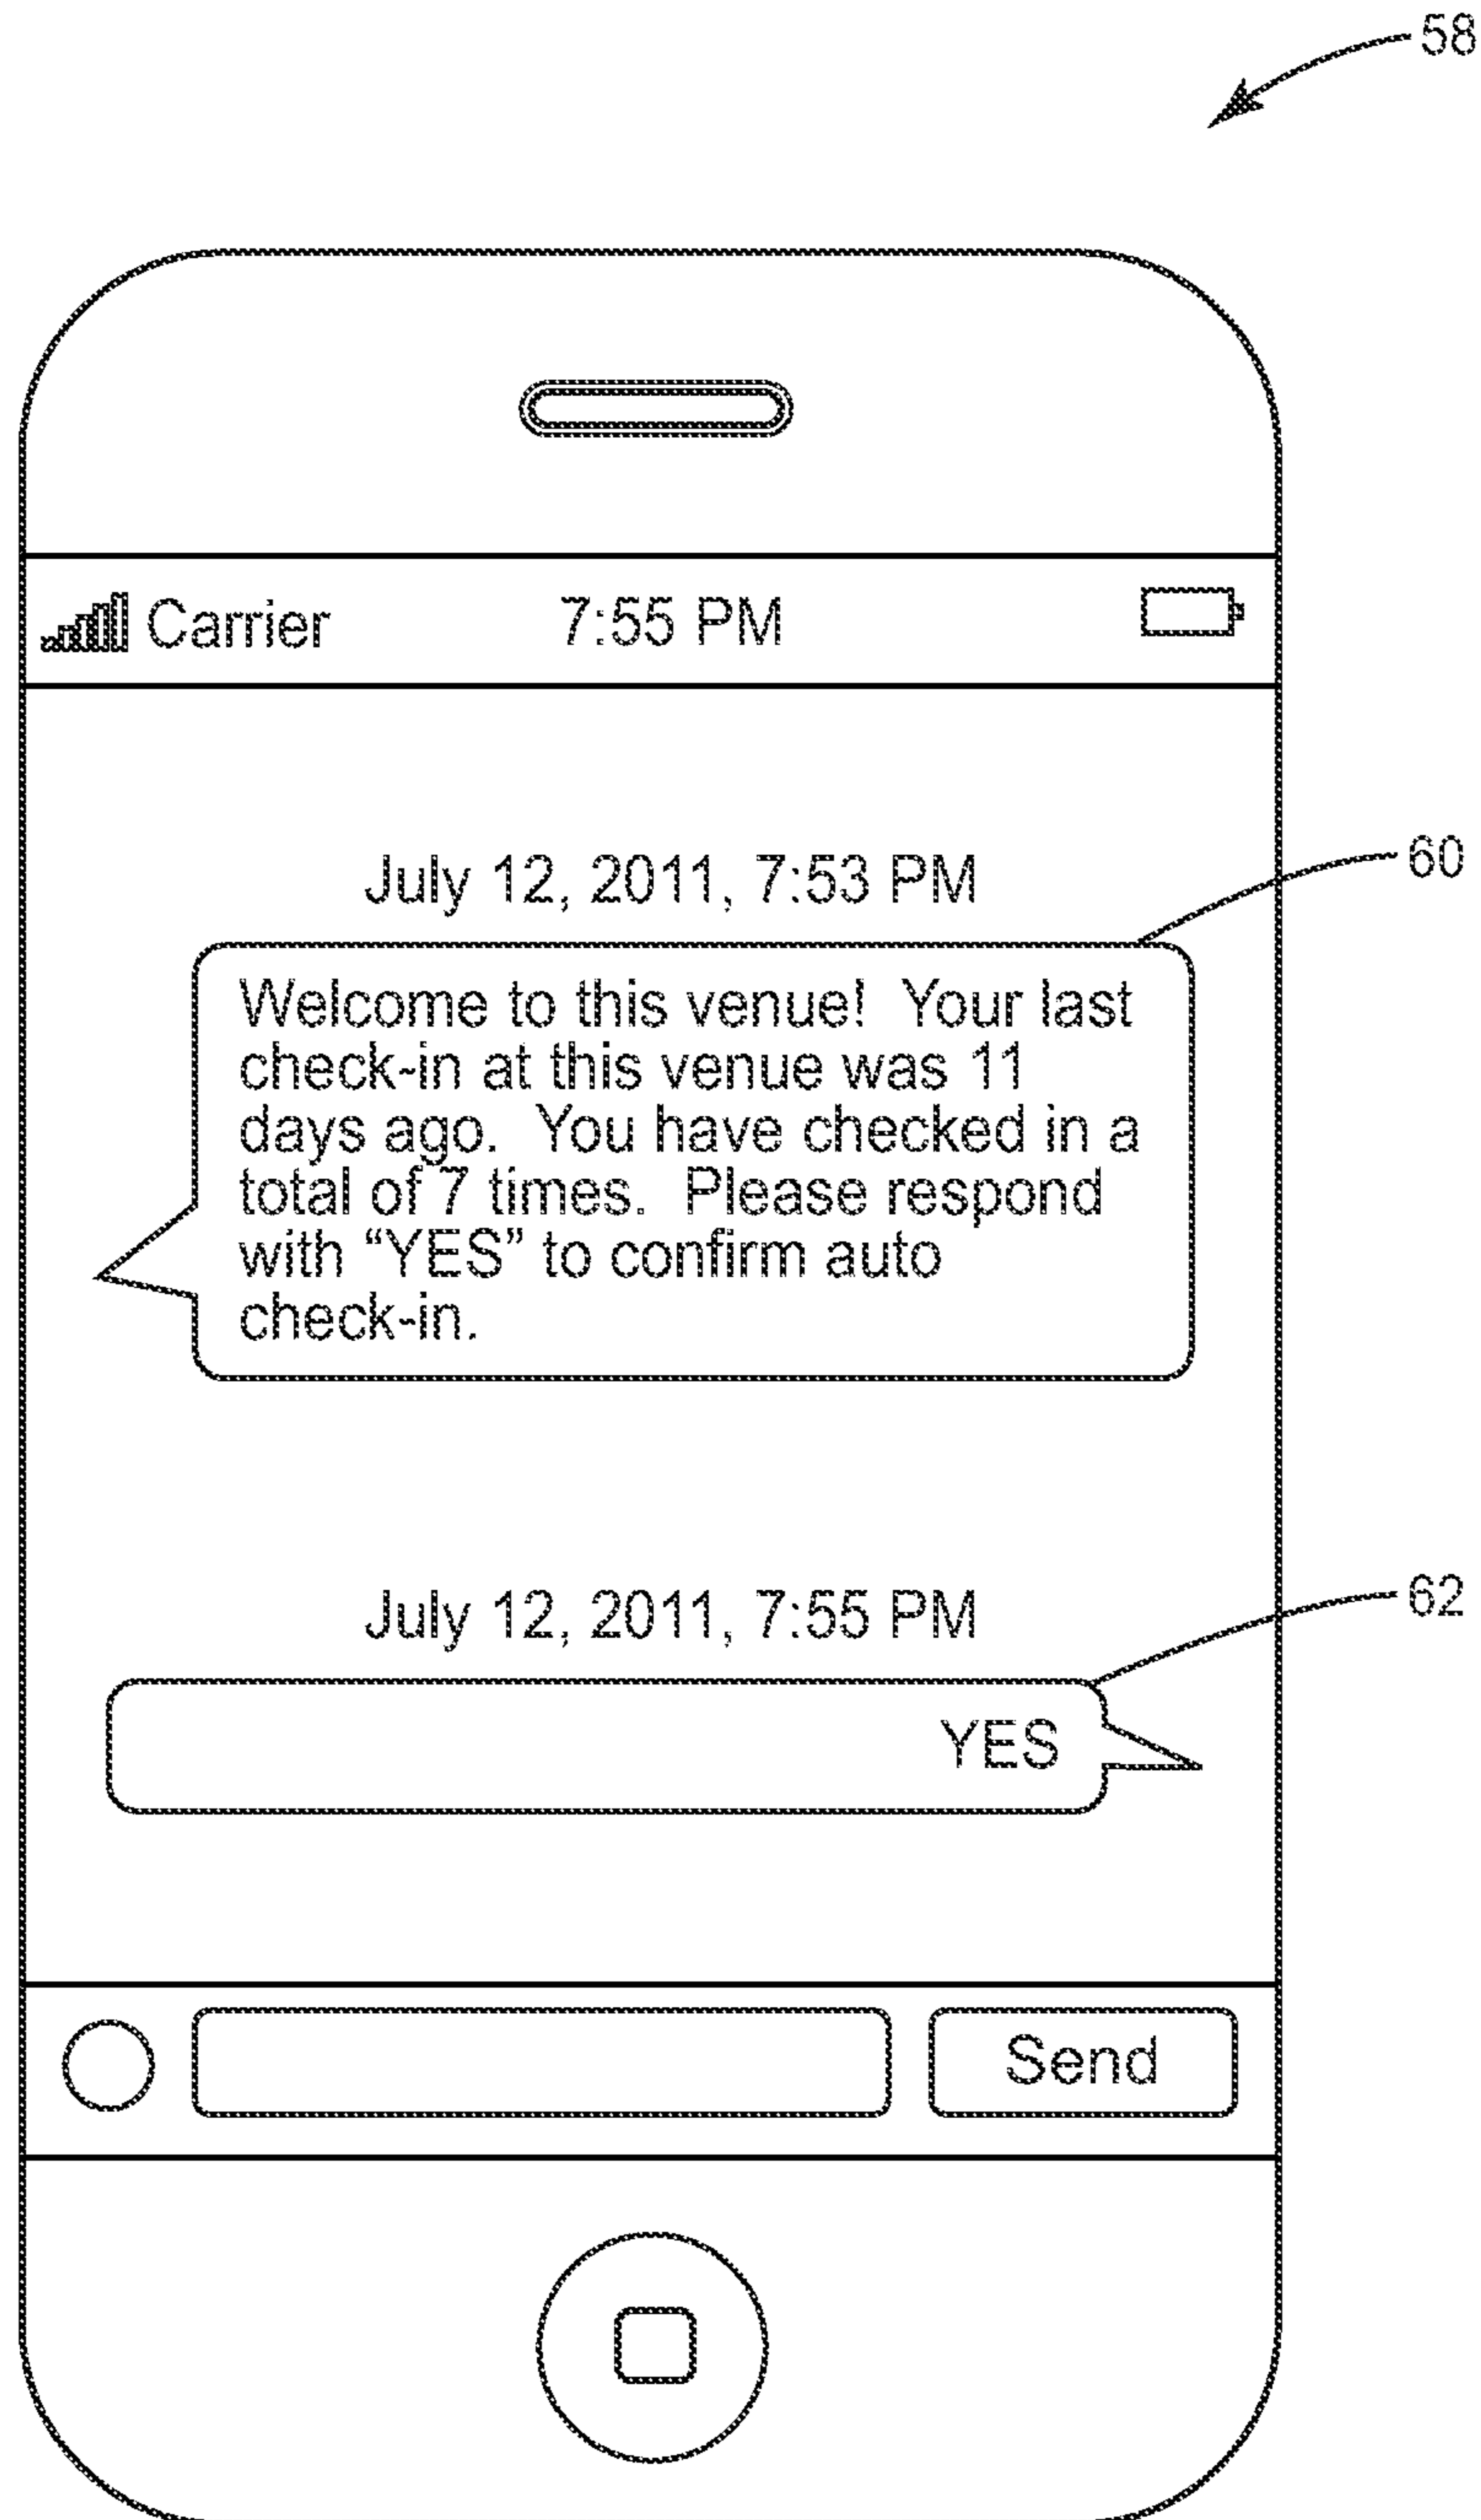 58
Carrier 7:55 PM
July 12, 2011, 7:53 PM
60
Welcome to this venue! Your last
check-in at this venue was 11
days ago. You have checked in a
total of 7 times. Please respond
with “YES” to confirm auto
check-in.
July 12, 2011, 7:55 PM
62
YES
Send